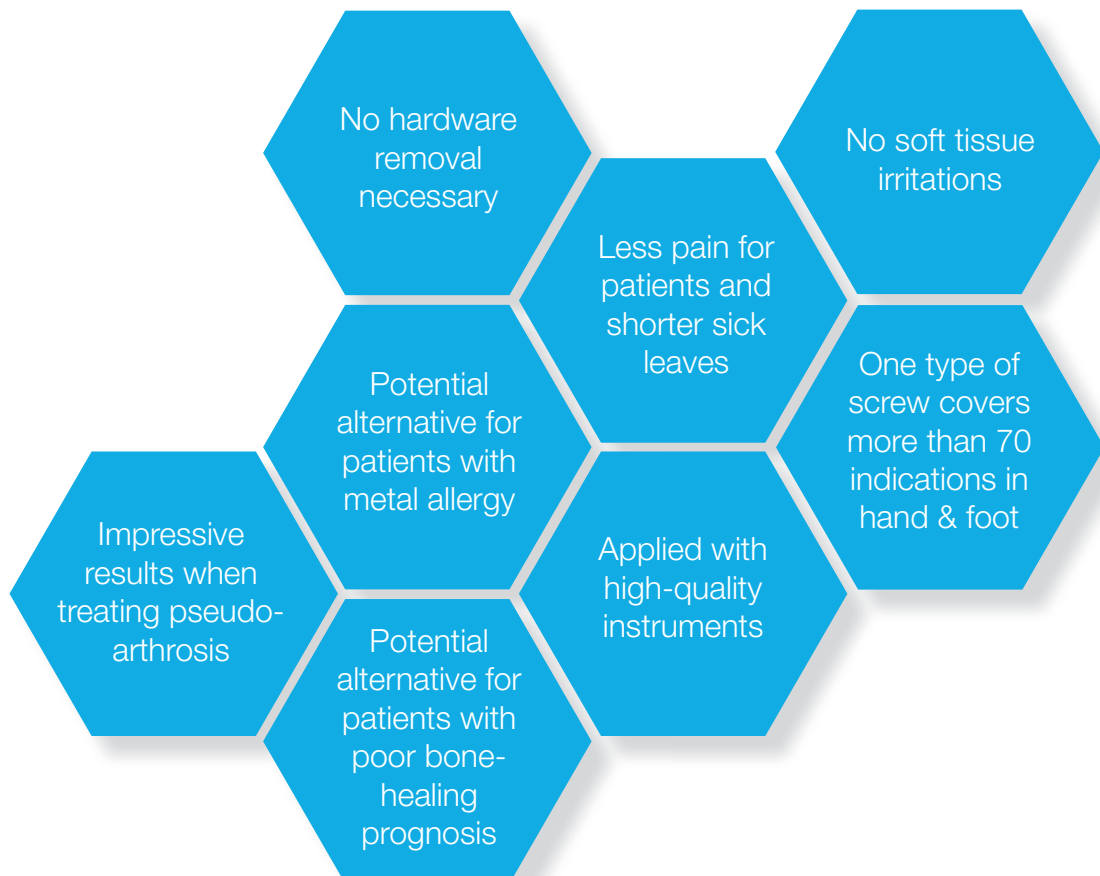 No hardware
removal
necessary
No soft tissue
irritations
Less pain for
patients and
shorter sick
leaves
Potential
alternative for
patients with
metal allergy
One type of
screw covers
more than 70
indications in
hand & foot
Impressive
results when
treating pseudo-
arthrosis
Applied with
high-quality
instruments
Potential
alternative for
patients with
poor bone-
healing
prognosis